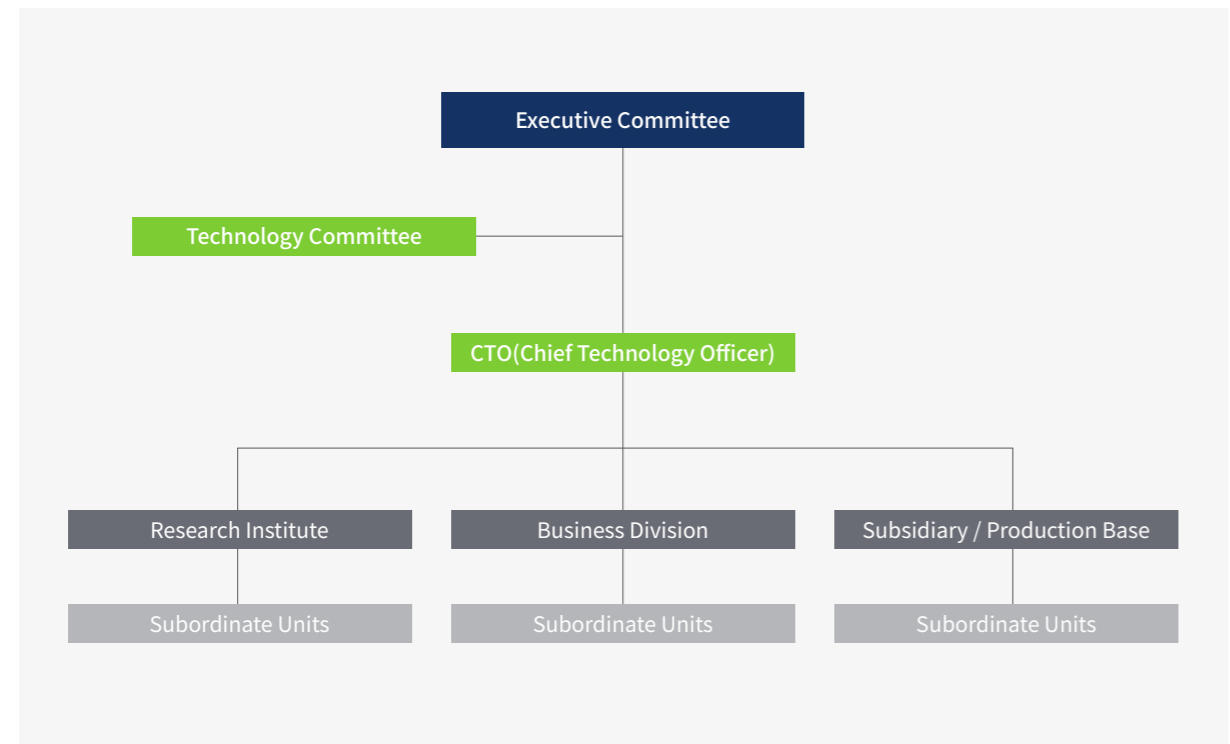 Executive Committee
Technology Committee
CTO(Chief Technology Officer)
Research Institute
Business Division
Subsidiary / Production Base
Subordinate Units
Subordinate Units
Subordinate Units